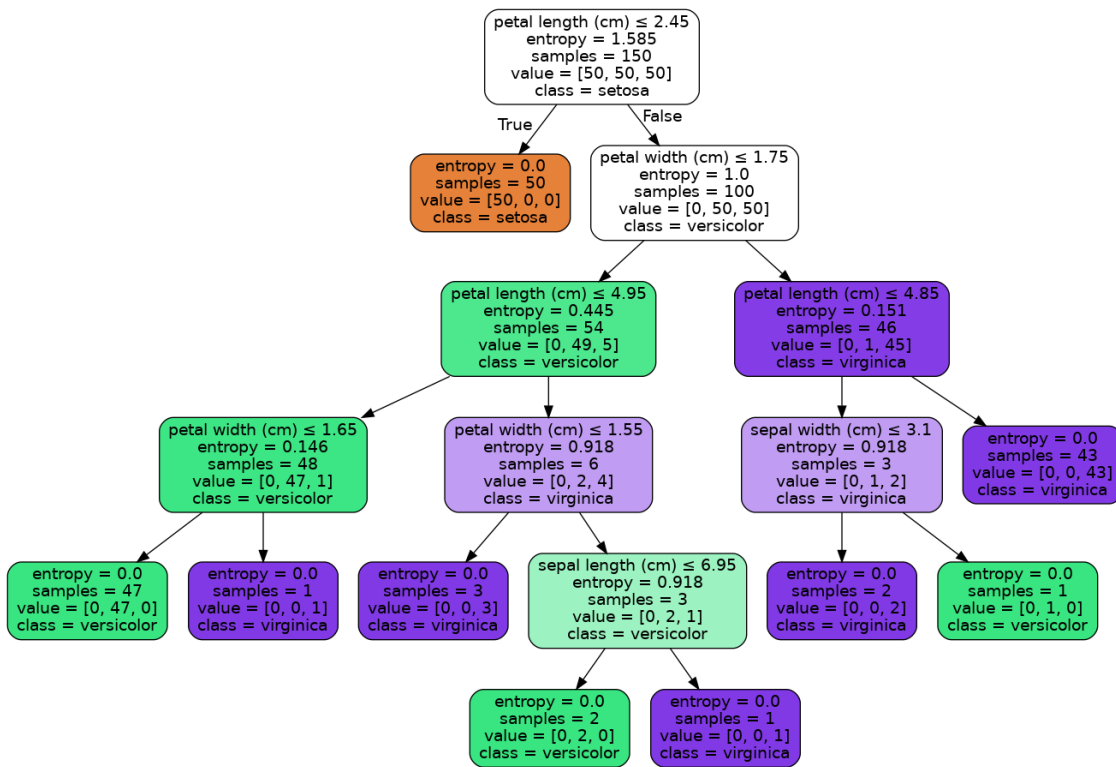 petal length (cm) ≤ 2.45
entropy = 1.585
samples = 150
value = [50, 50, 50]
class = setosa
True
False
entropy = 0.0
samples = 50
value = [50, 0, 0]
class = setosa
petal width (cm) ≤ 1.75
entropy = 1.0
samples = 100
value = [0, 50, 50]
class = versicolor
petal length (cm) ≤ 4.95
entropy = 0.445
samples = 54
value = [0, 49, 5]
class = versicolor
petal length (cm) ≤ 4.85
entropy = 0.151
samples = 46
value = [0, 1, 45]
class = virginica
petal width (cm) ≤ 1.65
entropy = 0.146
samples = 48
value = [0, 47, 1]
class = versicolor
petal width (cm) ≤ 1.55
entropy = 0.918
samples = 6
value = [0, 2, 4]
class = virginica
sepal width (cm) ≤ 3.1
entropy = 0.918
samples = 3
value = [0, 1, 2]
class = virginica
entropy = 0.0
samples = 43
value = [0, 0, 43]
class = virginica
entropy = 0.0
samples = 47
value = [0, 47, 0]
class = versicolor
entropy = 0.0
samples = 1
value = [0, 0, 1]
class = virginica
entropy = 0.0
samples = 3
value = [0, 0, 3]
class = virginica
sepal length (cm) ≤ 6.95
entropy = 0.918
samples = 3
value = [0, 2, 1]
class = versicolor
entropy = 0.0
samples = 2
value = [0, 0, 2]
class = virginica
entropy = 0.0
samples = 1
value = [0, 1, 0]
class = versicolor
entropy = 0.0
samples = 2
value = [0, 2, 0]
class = versicolor
entropy = 0.0
samples = 1
value = [0, 0, 1]
class = virginica